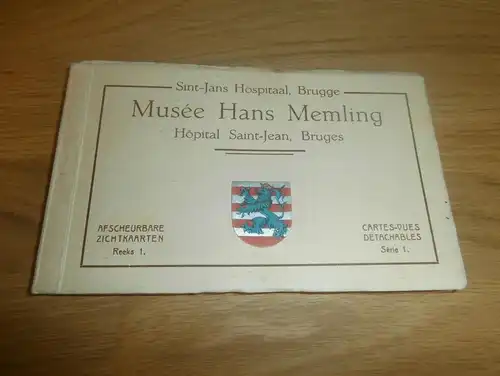 Sint-Jans Hospitaal, Brugge
Musée Hans Memling
Hôpital Saint-Jean, Bruges
AFSCHEURBARE
ZICHTKAARTEN
Reeks 1.
CARTES-VUES
DÉTACHABLES
Série 1.